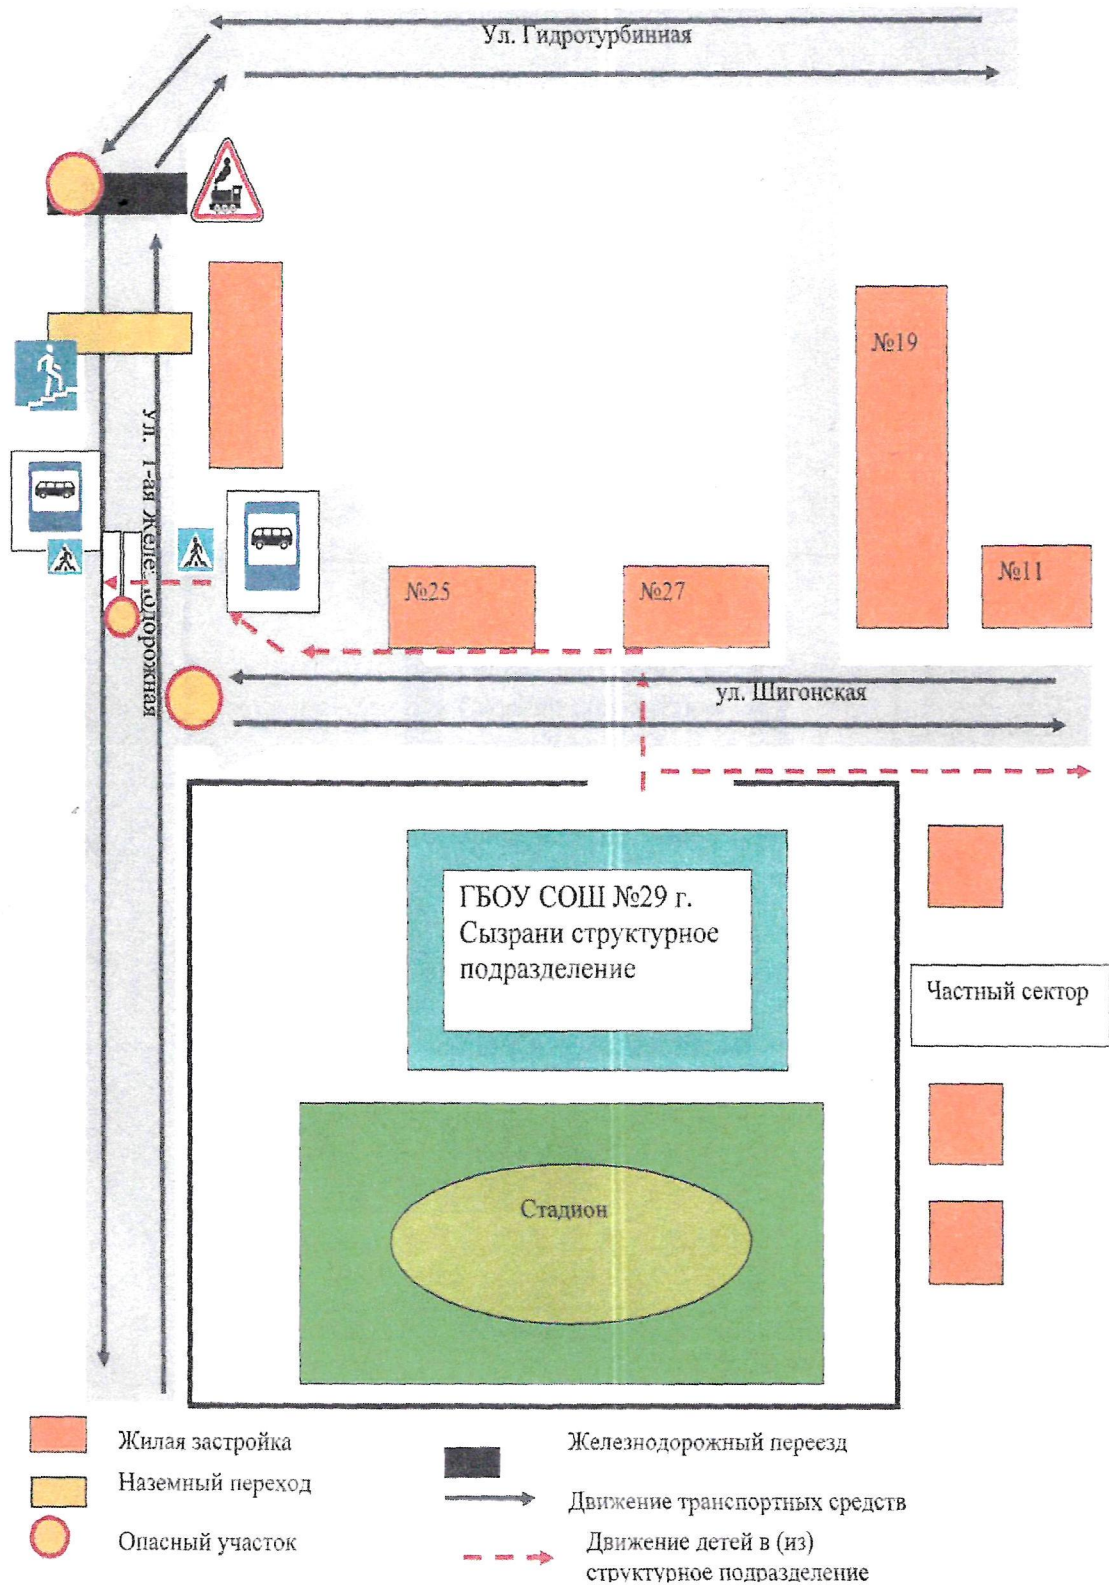 Ул. Гидротурбинная
№19
Ул. 1-ая
№25
№27
№11
ул. Шигонская
ГБОУ СОШ №29 г.
Сызрани структурное
подразделение
Частный сектор
Стадион
Жилая застройка
Железнодорожный переезд
Наземный переход
Движение транспортных средств
Опасный участок
Движение детей в (из)
структурное подразделение